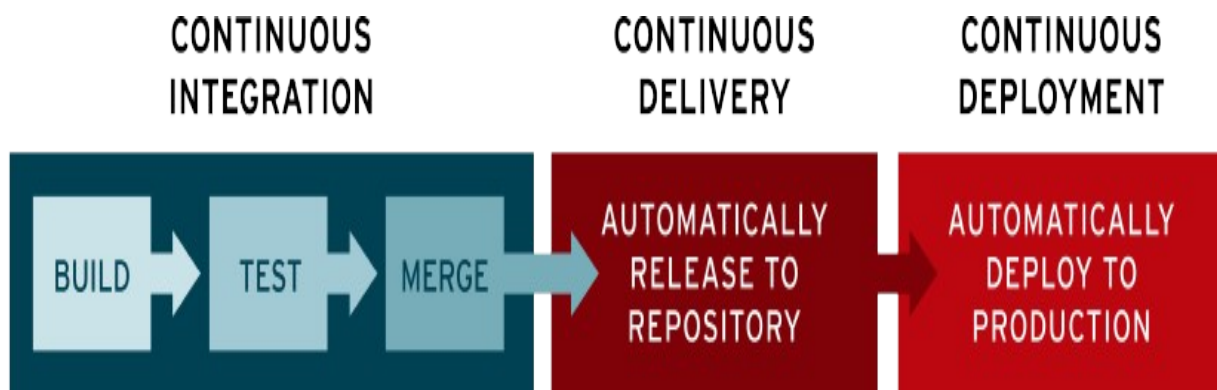 CONTINUOUS
INTEGRATION
CONTINUOUS
DELIVERY
CONTINUOUS
DEPLOYMENT
BUILD
TEST
MERGE
AUTOMATICALLY
RELEASE TO
REPOSITORY
AUTOMATICALLY
DEPLOY TO
PRODUCTION